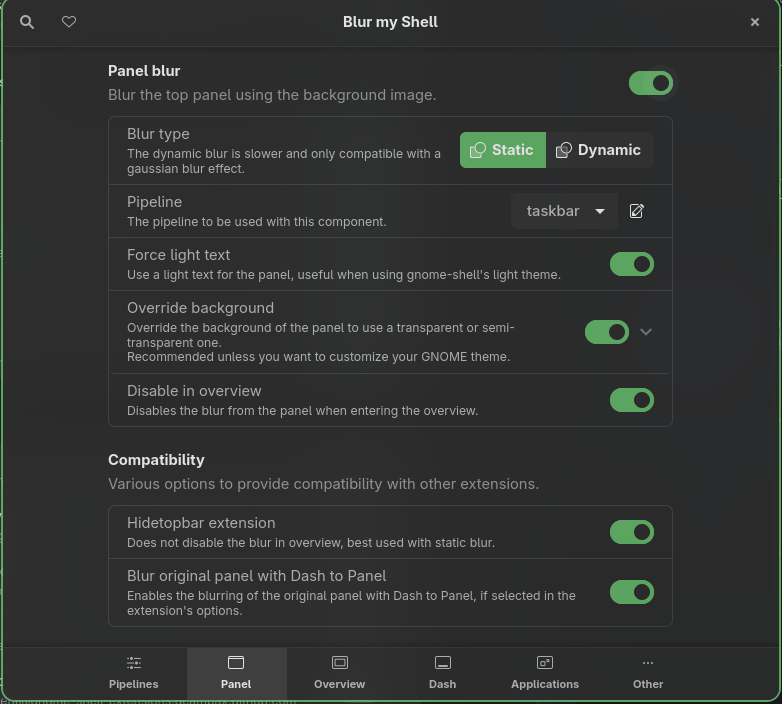 Blur my Shell
Panel blur
Blur the top panel using the background image.
Blur type
The dynamic blur is slower and only compatible with a
gaussian blur effect.
Static
Dynamic
Pipeline
The pipeline to be used with this component.
taskbar
Force light text
Use a light text for the panel, useful when using gnome-shell's light theme.
Override background
Override the background of the panel to use a transparent or semi-
transparent one.
Recommended unless you want to customize your GNOME theme.
Disable in overview
Disables the blur from the panel when entering the overview.
Compatibility
Various options to provide compatibility with other extensions.
Hidetopbar extension
Does not disable the blur in overview, best used with static blur.
Blur original panel with Dash to Panel
Enables the blurring of the original panel with Dash to Panel, if selected in the
extension's options.
Pipelines
Panel
Overview
Dash
Applications
Other